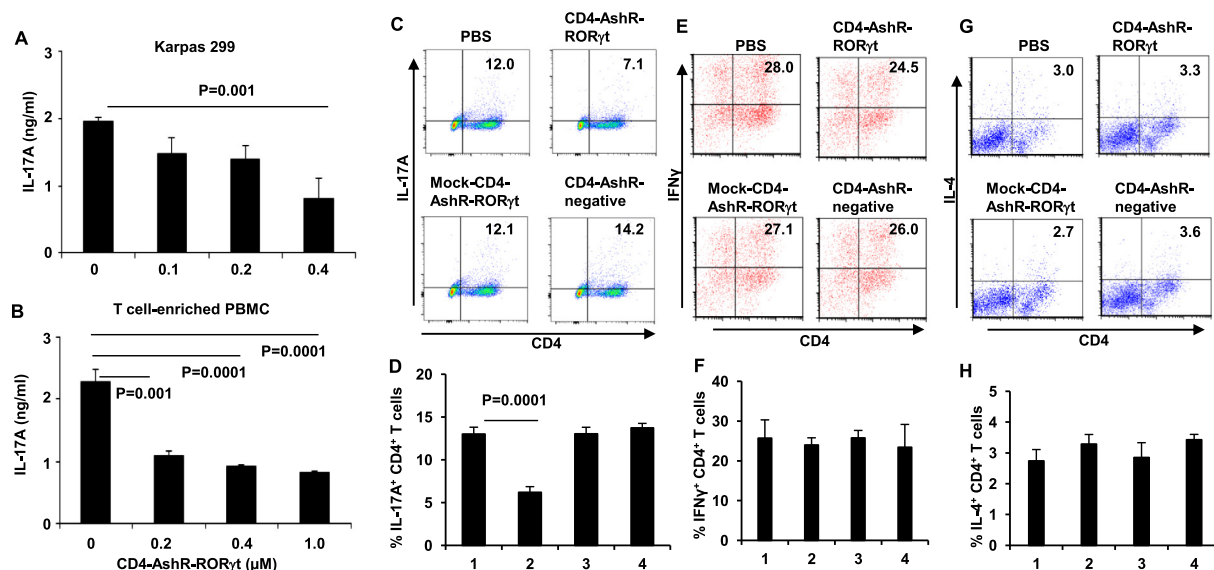 A
Karpas 299
IL-17A (ng/ml)
3
2
1
0
P=0.001
0 0.1 0.2 0.4
B
T cell-enriched PBMC
IL-17A (ng/ml)
3
2
1
0
P=0.0001
P=0.0001
P=0.001
0 0.2 0.4 1.0
CD4-AshR-RORγt (μM)
C
PBS
CD4-AshR-
RORγt
12.0
7.1
Mock-CD4-
AshR-RORγt
CD4-AshR-
negative
12.1
14.2
IL-17A
CD4
D
% IL-17A⁺ CD4⁺ T cells
20
15
10
5
0
P=0.0001
1 2 3 4
E
PBS
CD4-AshR-
RORγt
28.0
24.5
Mock-CD4-
AshR-RORγt
CD4-AshR-
negative
27.1
26.0
IFNγ
CD4
F
% IFNγ⁺ CD4⁺ T cells
40
30
20
10
0
1 2 3 4
G
PBS
CD4-AshR-
RORγt
3.0
3.3
Mock-CD4-
AshR-RORγt
CD4-AshR-
negative
2.7
3.6
IL-4
CD4
H
% IL-4⁺ CD4⁺ T cells
5
4
3
2
1
0
1 2 3 4